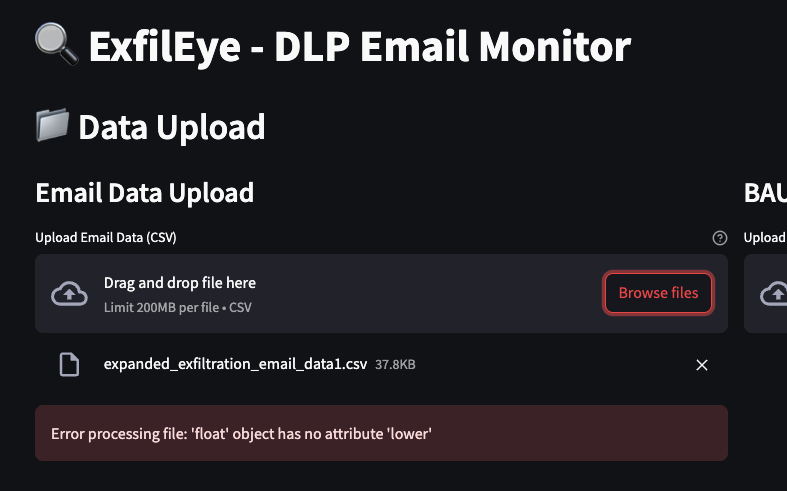 ExfilEye - DLP Email Monitor
Data Upload
Email Data Upload
BAU
Upload Email Data (CSV)
Upload
Drag and drop file here
Limit 200MB per file • CSV
Browse files
expanded_exfiltration_email_data1.csv 37.8KB
Error processing file: 'float' object has no attribute 'lower'